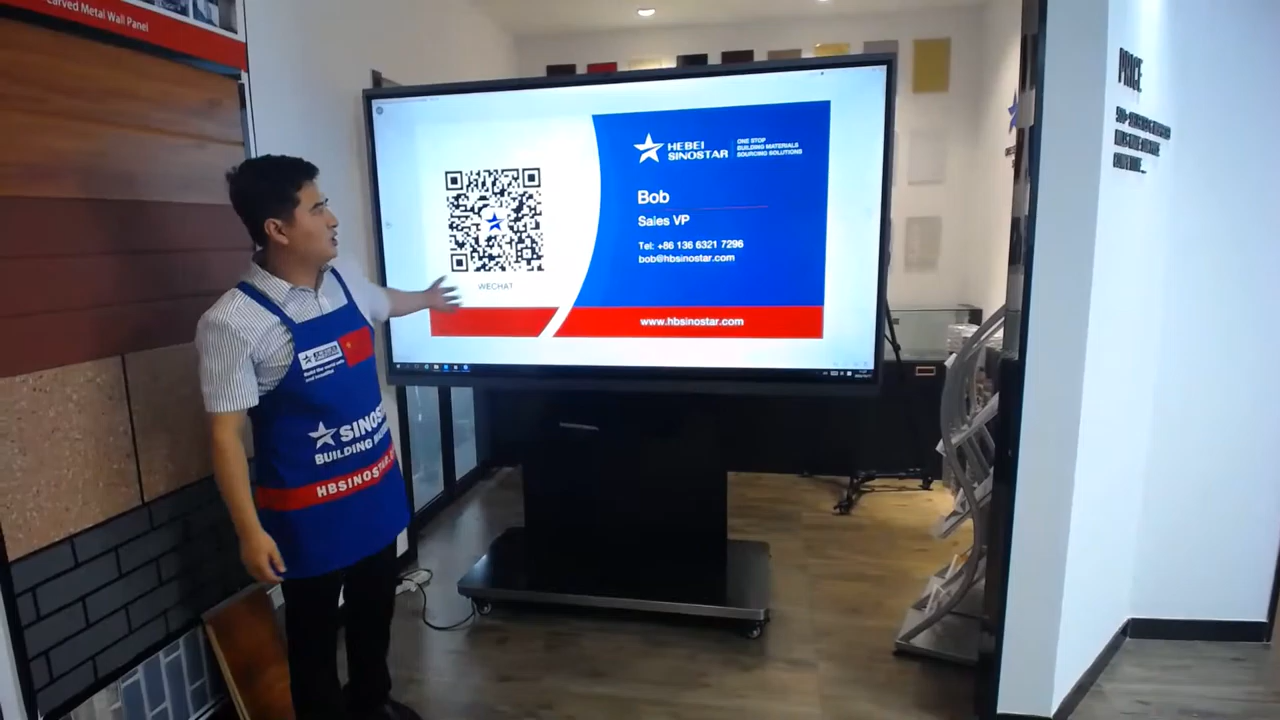 Carved Metal Wall Panel
HEBEI
SINOSTAR
ONE STOP
BUILDING MATERIALS
SOURCING SOLUTIONS
Bob
Sales VP
Tel: +86 136 6321 7296
bob@hbsinostar.com
WECHAT
www.hbsinostar.com
PRICE
SINOSTAR
BUILDING
HBSINOSTAR.